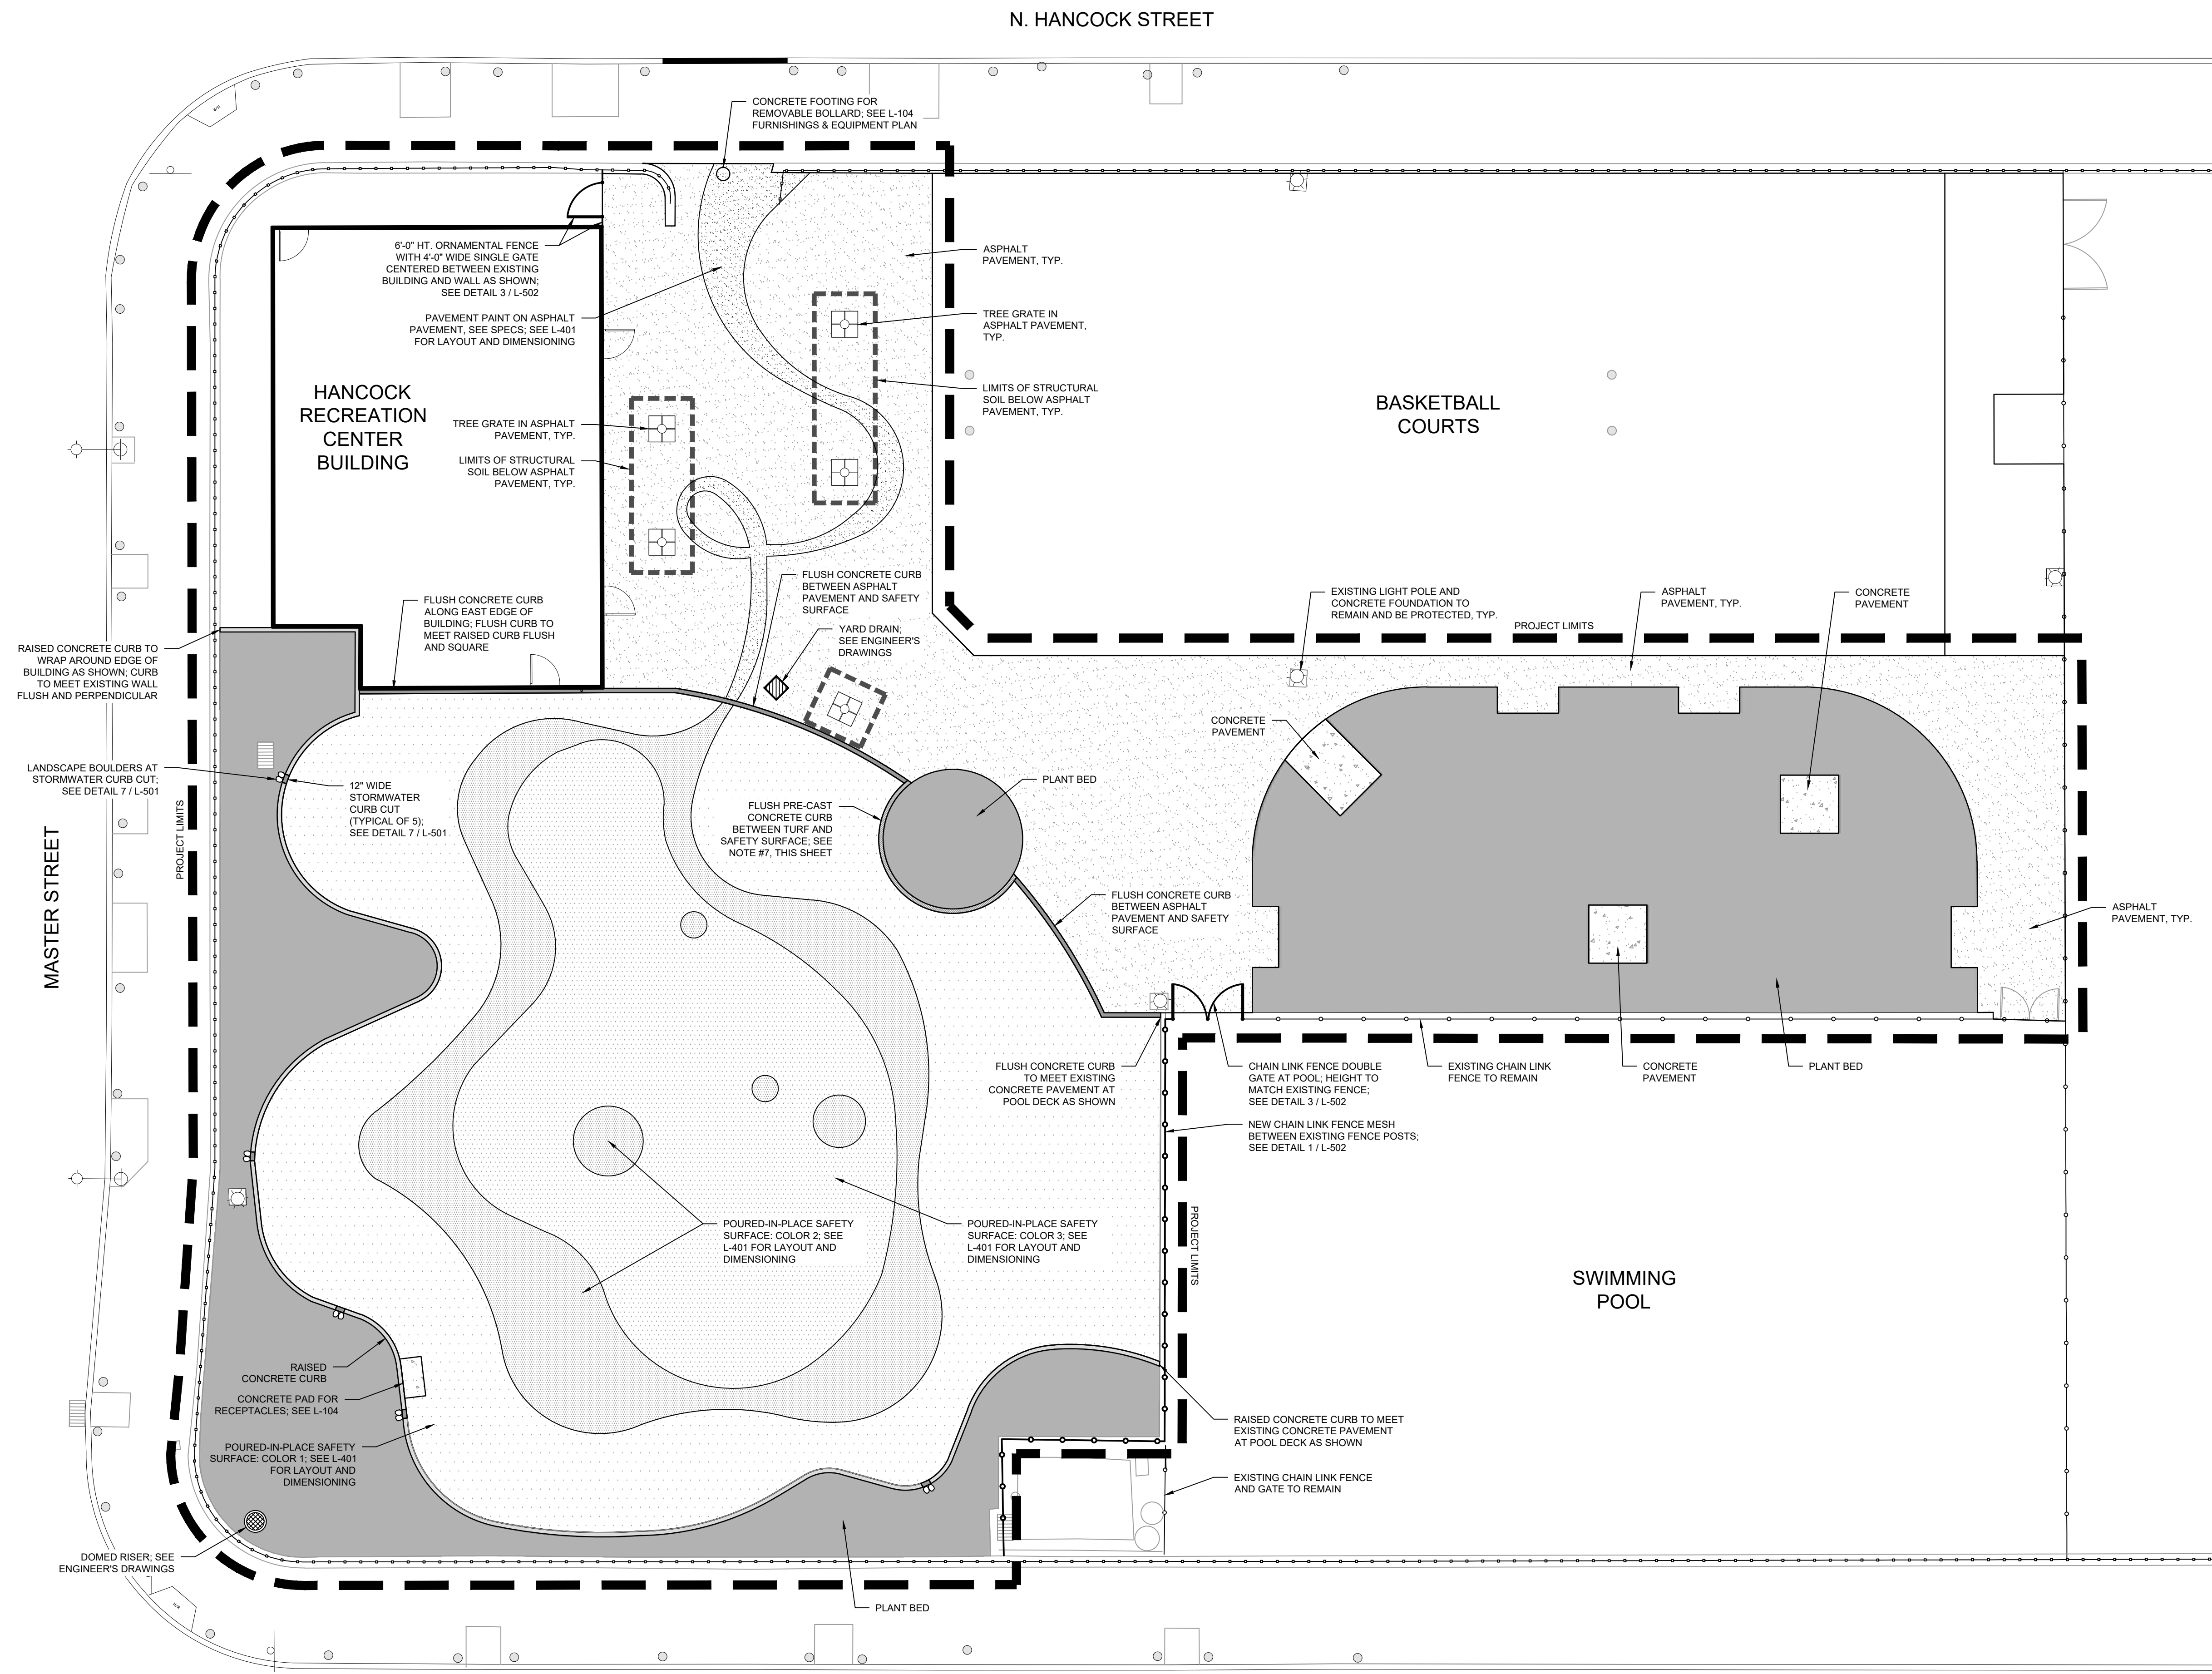 N. HANCOCK STREET
CONCRETE FOOTING FOR
REMOVABLE BOLLARD; SEE L-104
FURNISHINGS & EQUIPMENT PLAN
6'-0" HT. ORNAMENTAL FENCE
WITH 4'-0" WIDE SINGLE GATE
CENTERED BETWEEN EXISTING
BUILDING AND WALL AS SHOWN;
SEE DETAIL 3 / L-502
ASPHALT
PAVEMENT, TYP.
PAVEMENT PAINT ON ASPHALT
PAVEMENT, SEE SPECS; SEE L-401
FOR LAYOUT AND DIMENSIONING
TREE GRATE IN
ASPHALT PAVEMENT,
TYP.
HANCOCK
RECREATION
CENTER
BUILDING
LIMITS OF STRUCTURAL
SOIL BELOW ASPHALT
PAVEMENT, TYP.
BASKETBALL
COURTS
TREE GRATE IN ASPHALT
PAVEMENT, TYP.
LIMITS OF STRUCTURAL
SOIL BELOW ASPHALT
PAVEMENT, TYP.
FLUSH CONCRETE CURB
BETWEEN ASPHALT
PAVEMENT AND SAFETY
SURFACE
FLUSH CONCRETE CURB
ALONG EAST EDGE OF
BUILDING; FLUSH CURB TO
MEET RAISED CURB FLUSH
AND SQUARE
EXISTING LIGHT POLE AND
CONCRETE FOUNDATION TO
REMAIN AND BE PROTECTED, TYP.
ASPHALT
PAVEMENT, TYP.
CONCRETE
PAVEMENT
PROJECT LIMITS
YARD DRAIN;
SEE ENGINEER'S
DRAWINGS
RAISED CONCRETE CURB TO
WRAP AROUND EDGE OF
BUILDING AS SHOWN; CURB
TO MEET EXISTING WALL
FLUSH AND PERPENDICULAR
CONCRETE
PAVEMENT
LANDSCAPE BOULDERS AT
STORMWATER CURB CUT;
SEE DETAIL 7 / L-501
12" WIDE
STORMWATER
CURB CUT
(TYPICAL OF 5);
SEE DETAIL 7 / L-501
PLANT BED
FLUSH PRE-CAST
CONCRETE CURB
BETWEEN TURF AND
SAFETY SURFACE; SEE
NOTE #7, THIS SHEET
PROJECT LIMITS
MASTER STREET
FLUSH CONCRETE CURB
BETWEEN ASPHALT
PAVEMENT AND SAFETY
SURFACE
ASPHALT
PAVEMENT, TYP.
FLUSH CONCRETE CURB
TO MEET EXISTING
CONCRETE PAVEMENT AT
POOL DECK AS SHOWN
CHAIN LINK FENCE DOUBLE
GATE AT POOL; HEIGHT TO
MATCH EXISTING FENCE;
SEE DETAIL 3 / L-502
EXISTING CHAIN LINK
FENCE TO REMAIN
CONCRETE
PAVEMENT
PLANT BED
NEW CHAIN LINK FENCE MESH
BETWEEN EXISTING FENCE POSTS;
SEE DETAIL 1 / L-502
PROJECT LIMITS
POURED-IN-PLACE SAFETY
SURFACE: COLOR 2; SEE
L-401 FOR LAYOUT AND
DIMENSIONING
POURED-IN-PLACE SAFETY
SURFACE: COLOR 3; SEE
L-401 FOR LAYOUT AND
DIMENSIONING
SWIMMING
POOL
RAISED
CONCRETE CURB
CONCRETE PAD FOR
RECEPTACLES; SEE L-104
RAISED CONCRETE CURB TO MEET
EXISTING CONCRETE PAVEMENT
AT POOL DECK AS SHOWN
POURED-IN-PLACE SAFETY
SURFACE: COLOR 1; SEE L-401
FOR LAYOUT AND
DIMENSIONING
EXISTING CHAIN LINK FENCE
AND GATE TO REMAIN
DOMED RISER; SEE
ENGINEER'S DRAWINGS
PLANT BED